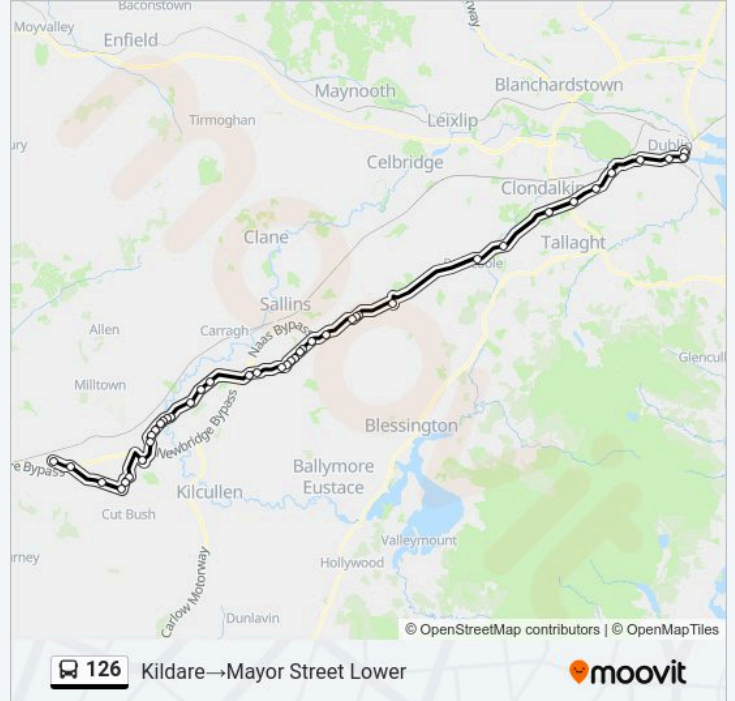 Baconstown
Moyvalley
Enfield
Maynooth
Blanchardstown
Tirmoghan
Leixlip
Dublin
Celbridge
Clondalkin
Clane
Tallaght
Sallins
Allen
Carragh
Naas Bypass
Glencull
Milltown
Newbridge Bypass
Blessington
re Bypass
Ballymore
Eustace
Kilcullen
Cut Bush
Valleymount
Hollywood
Carlow Motorway
Dunlavin
© OpenStreetMap contributors | © OpenMapTiles
126 Kildare→Mayor Street Lower
moovit